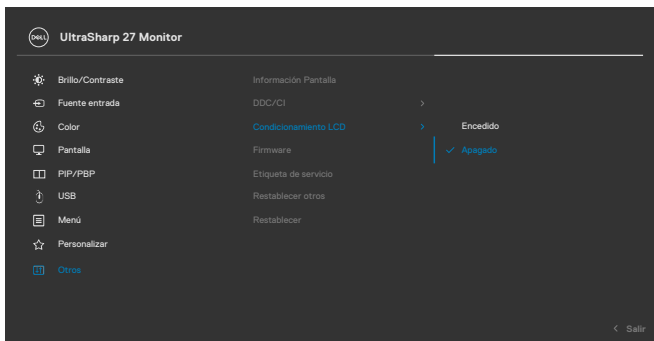 DELL UltraSharp 27 Monitor
Brillo/Contraste
Información Pantalla
Fuente entrada
DDC/CI
Color
Condicionamiento LCD
Encedido
Pantalla
Firmware
Apagado
PIP/PBP
Etiqueta de servicio
USB
Restablecer otros
Menú
Restablecer
Personalizar
Otros
Salir